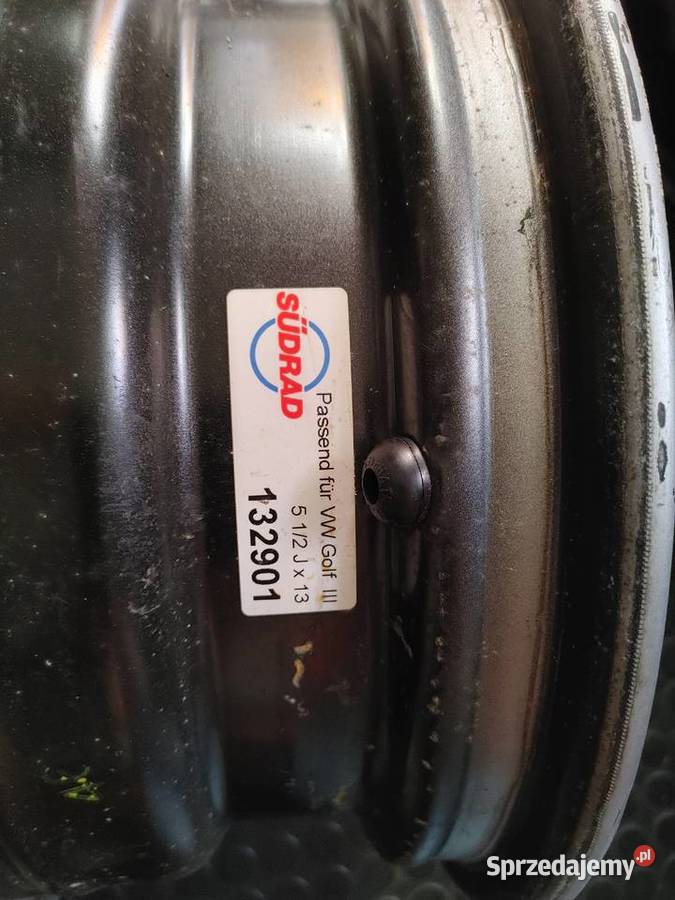 SÜDRAD
Passend für VW Golf III
5 1/2 J x 13
132901
Sprzedajemy.pl